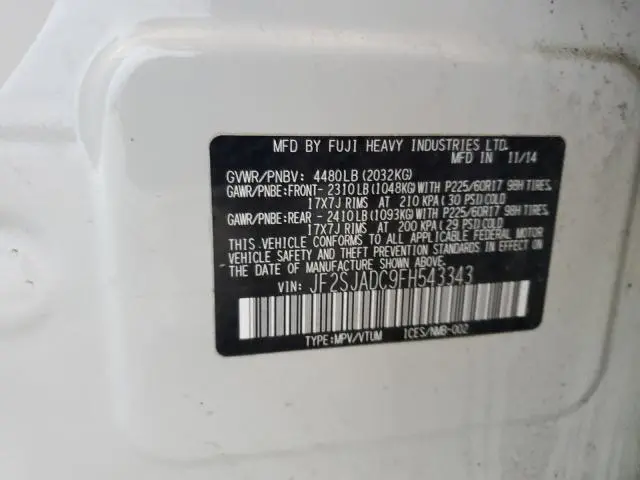 MFD BY FUJI HEAVY INDUSTRIES LTD.
MFD IN 11/14
GVWR/PNBV: 4480LB (2032KG)
GAWR/PNBE:FRONT- 2310LB(1048KG)WITH P225/60R17 98H TIRES,
17X7J RIMS AT 210 KPA(30 PSI)COLD
GAWR/PNBE:REAR - 2410LB(1093KG)WITH P225/60R17 98H TIRES,
17X7J RIMS AT 200 KPA(29 PSI)COLD
THIS VEHICLE CONFORMS TO ALL APPLICABLE FEDERAL MOTOR
VEHICLE SAFETY AND THEFT PREVENTION STANDARDS IN EFFECT
ON THE DATE OF MANUFACTURE SHOWN ABOVE.
VIN: JF2SJADC9FH543343
TYPE:MPV/VTUM ICES/NMB-002